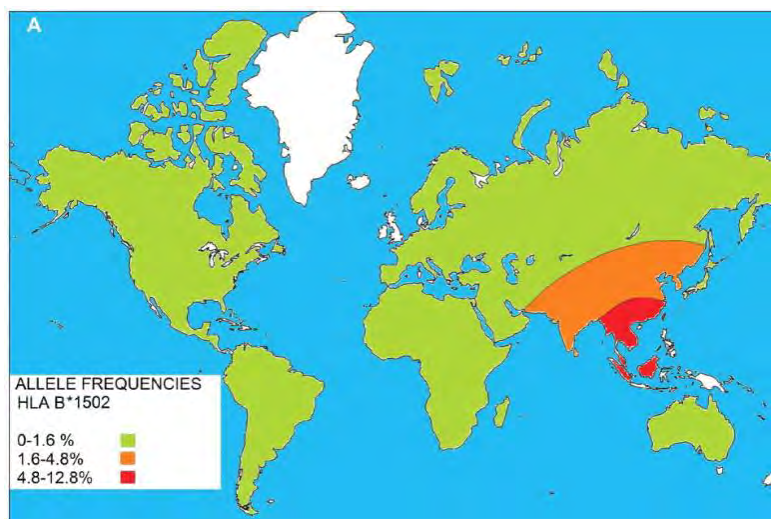 A
ALLELE FREQUENCIES
HLA B*1502
0-1.6 %
1.6-4.8%
4.8-12.8%